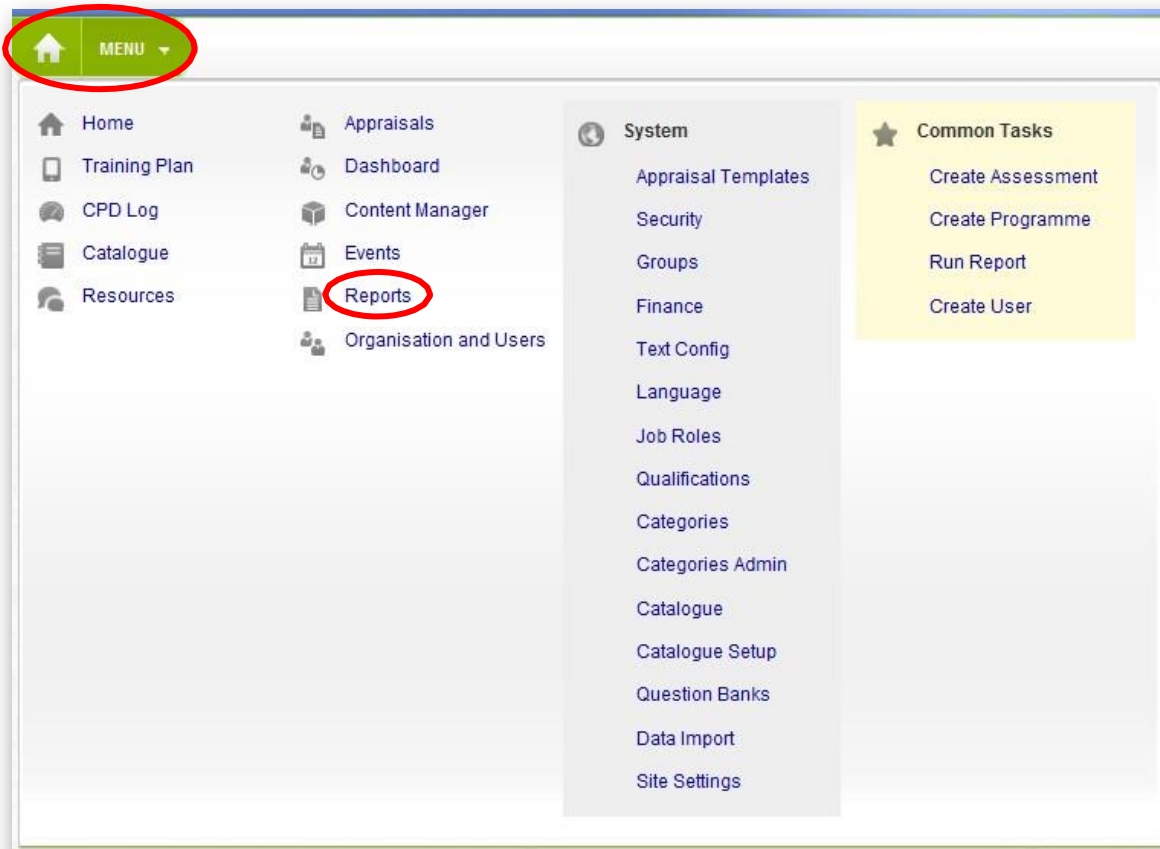 MENU
Home
Training Plan
CPD Log
Catalogue
Resources
Appraisals
Dashboard
Content Manager
12
Events
Reports
Organisation and Users
System
Appraisal Templates
Security
Groups
Finance
Text Config
Language
Job Roles
Qualifications
Categories
Categories Admin
Catalogue
Catalogue Setup
Question Banks
Data Import
Site Settings
Common Tasks
Create Assessment
Create Programme
Run Report
Create User